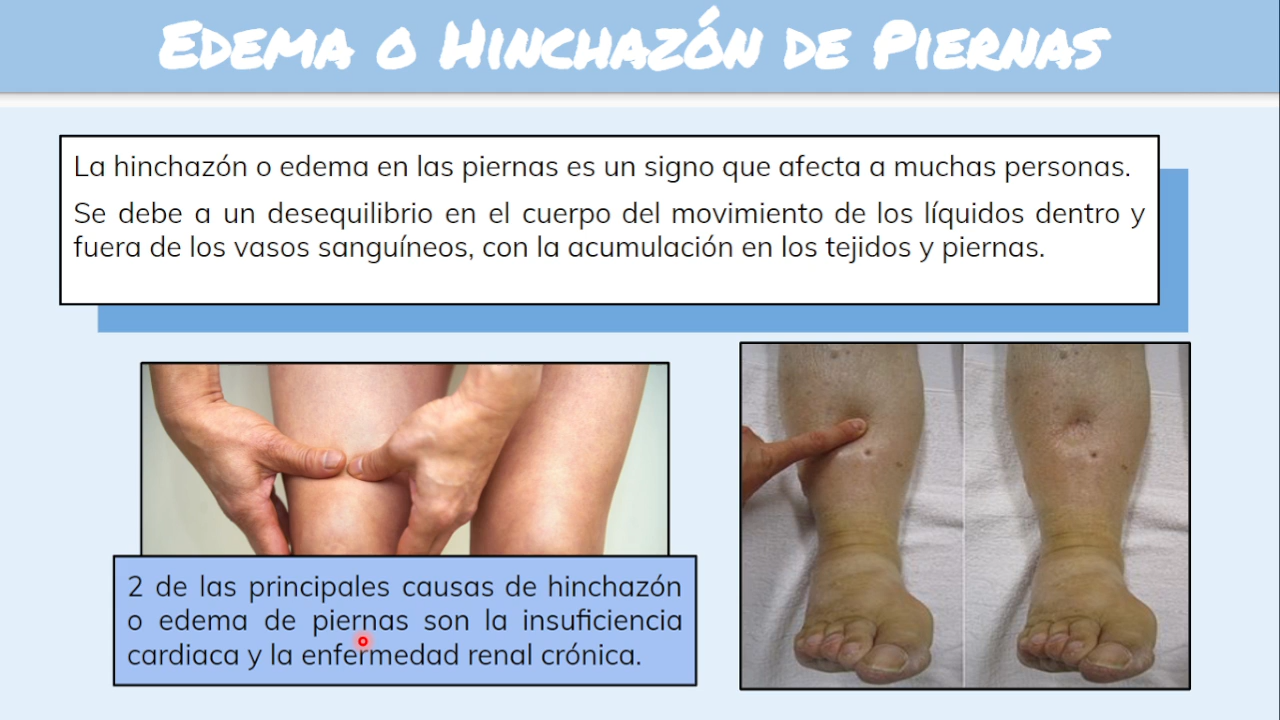 Edema o Hinchazón de Piernas
La hinchazón o edema en las piernas es un signo que afecta a muchas personas.
Se debe a un desequilibrio en el cuerpo del movimiento de los líquidos dentro y
fuera de los vasos sanguíneos, con la acumulación en los tejidos y piernas.
2 de las principales causas de hinchazón
o edema de piernas son la insuficiencia
cardiaca y la enfermedad renal crónica.